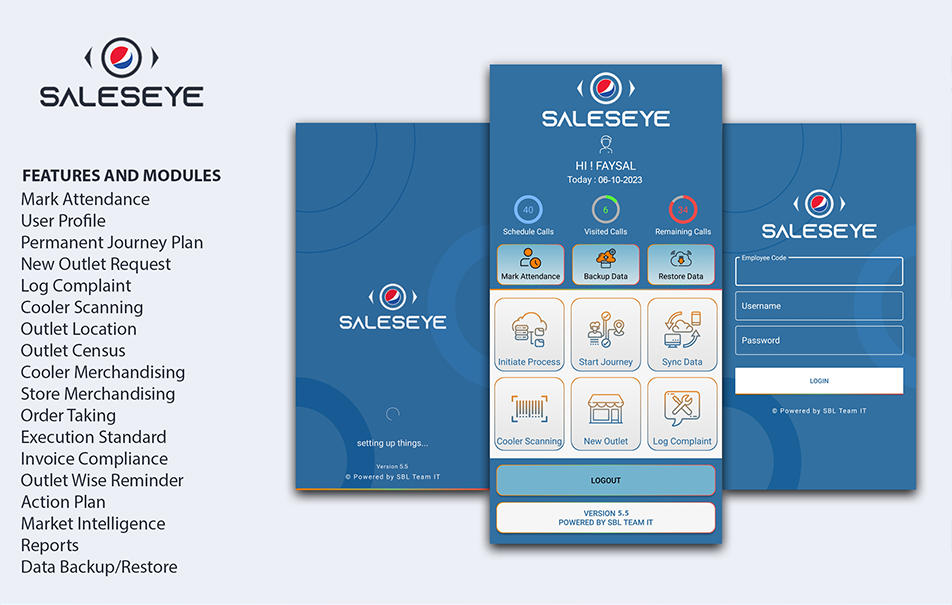 SALESEYE
FEATURES AND MODULES
Mark Attendance
User Profile
Permanent Journey Plan
New Outlet Request
Log Complaint
Cooler Scanning
Outlet Location
Outlet Census
Cooler Merchandising
Store Merchandising
Order Taking
Execution Standard
Invoice Compliance
Outlet Wise Reminder
Action Plan
Market Intelligence
Reports
Data Backup/Restore
SALESEYE
setting up things...
Version 5.5
© Powered by SBL Team IT
SALESEYE
HI ! FAYSAL
Today : 06-10-2023
40 6 34
Schedule Calls Visited Calls Remaining Calls
Mark Attendance Backup Data Restore Data
Initiate Process Start Journey Sync Data
Cooler Scanning New Outlet Log Complaint
LOGOUT
VERSION 5.5
POWERED BY SBL TEAM IT
SALESEYE
Employee Code
Username
Password
LOGIN
© Powered by SBL Team IT